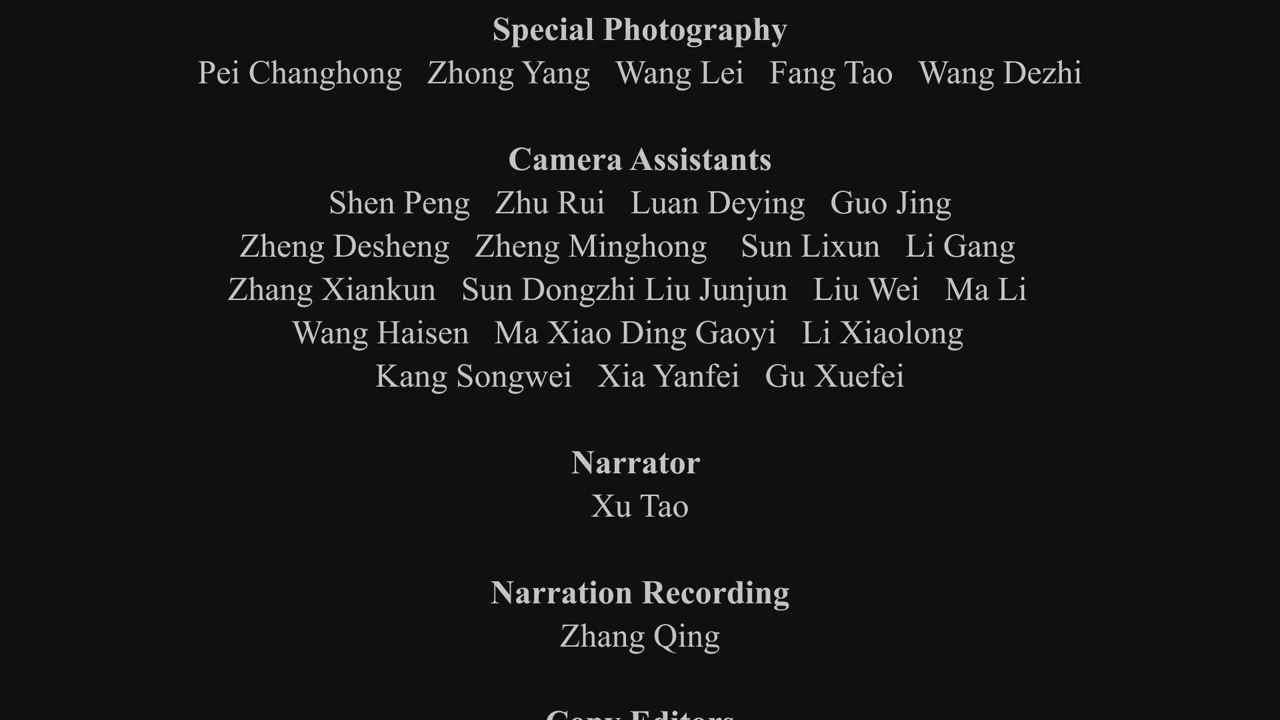 Special Photography
Pei Changhong Zhong Yang Wang Lei Fang Tao Wang Dezhi
Camera Assistants
Shen Peng Zhu Rui Luan Deying Guo Jing
Zheng Desheng Zheng Minghong Sun Lixun Li Gang
Zhang Xiankun Sun Dongzhi Liu Junjun Liu Wei Ma Li
Wang Haisen Ma Xiao Ding Gaoyi Li Xiaolong
Kang Songwei Xia Yanfei Gu Xuefei
Narrator
Xu Tao
Narration Recording
Zhang Qing
Copy Editors